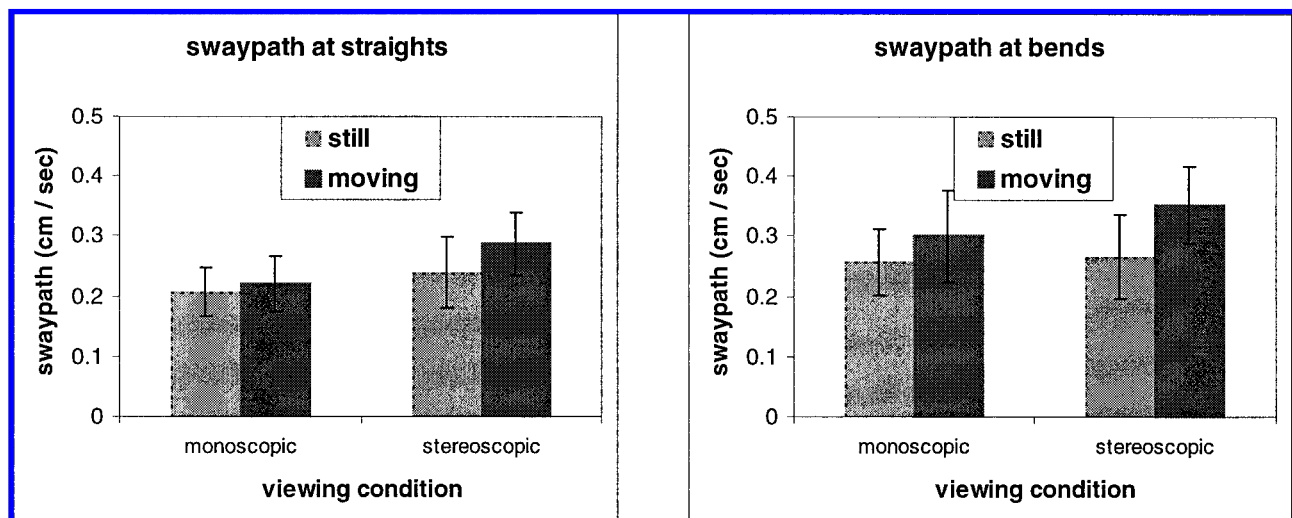 swaypath at straights
swaypath (cm / sec)
0.5
0.4
0.3
0.2
0.1
0
still
moving
monoscopic stereoscopic
viewing condition
swaypath at bends
swaypath (cm / sec)
0.5
0.4
0.3
0.2
0.1
0
still
moving
monoscopic stereoscopic
viewing condition